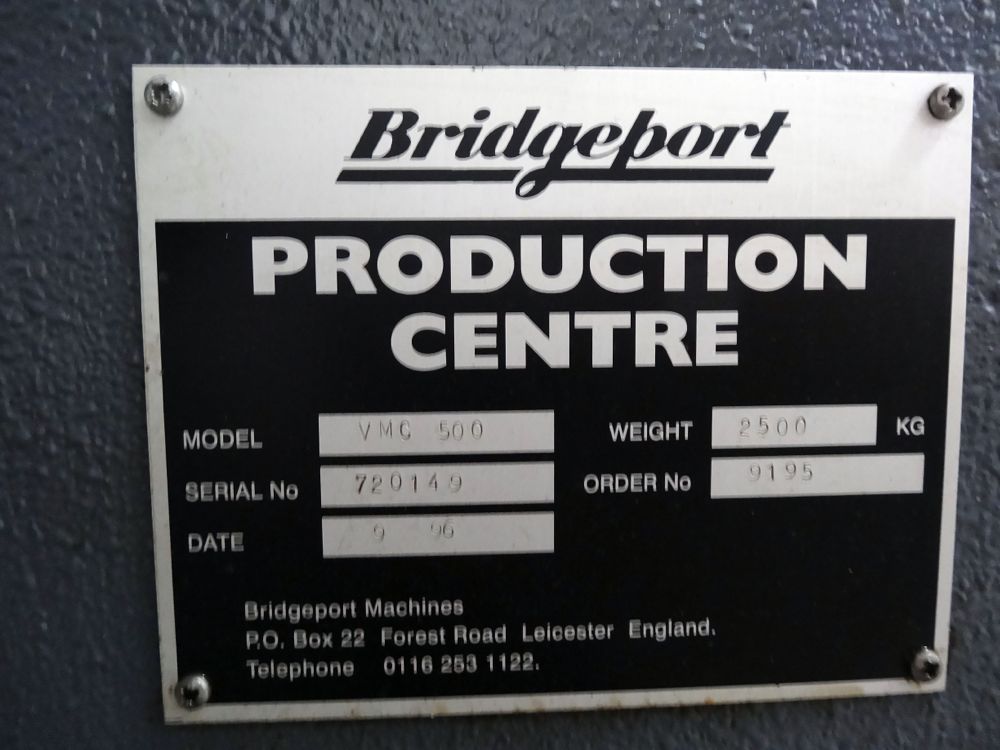 Bridgeport
PRODUCTION
CENTRE
MODEL VMC 500 WEIGHT 2500 KG
SERIAL No 720149 ORDER No 9195
DATE 9 96
Bridgeport Machines
P.O. Box 22 Forest Road Leicester England.
Telephone 0116 253 1122.